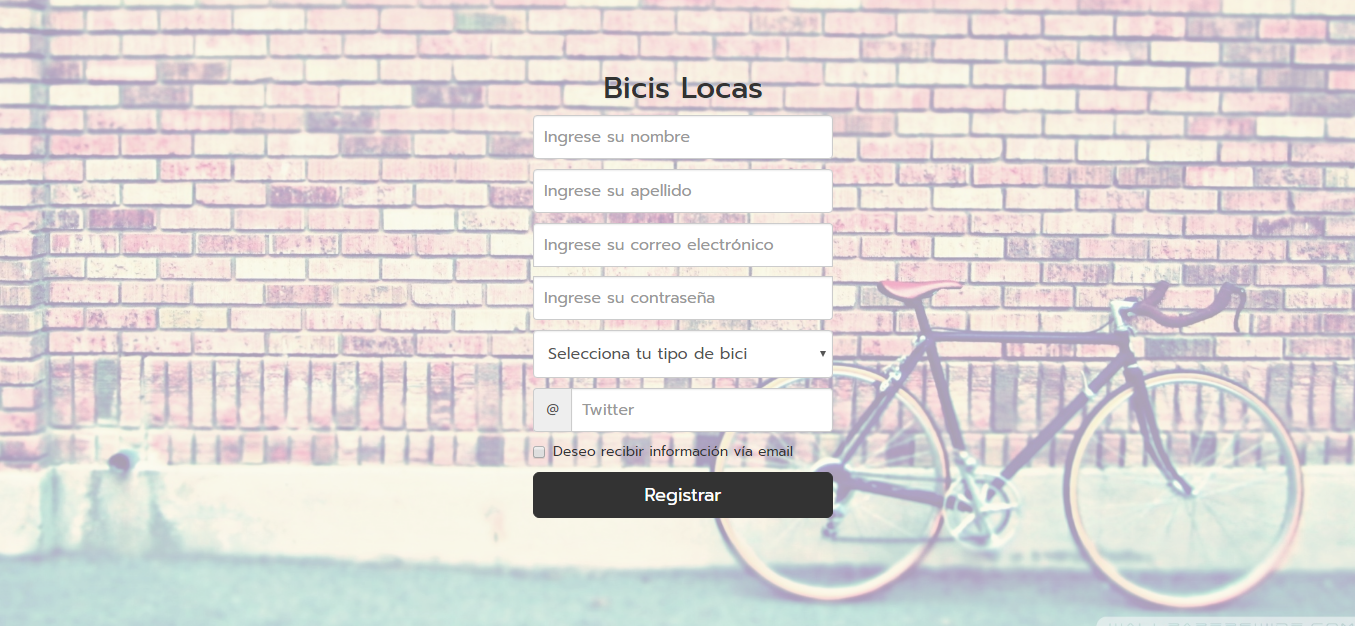 Bicis Locas
Ingrese su nombre
Ingrese su apellido
Ingrese su correo electrónico
Ingrese su contraseña
Selecciona tu tipo de bici
@ Twitter
Deseo recibir información vía email
Registrar